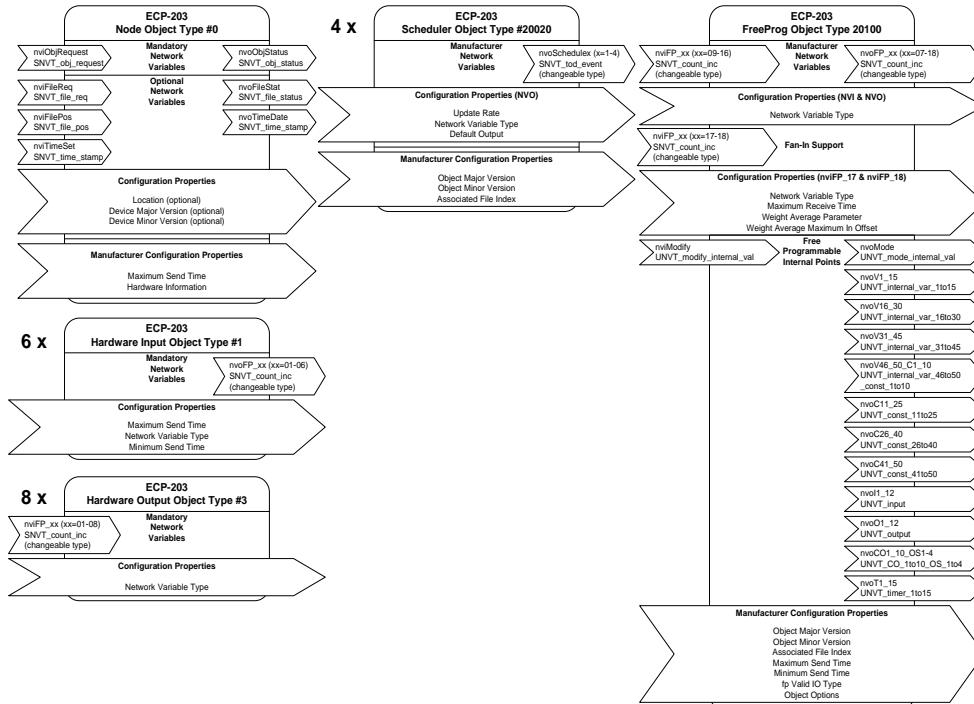 ECP-203
Node Object Type #0
nviObjRequest
SNVT_obj_request
Mandatory
Network
Variables
nvoObjStatus
SNVT_obj_status
nviFileReq
SNVT_file_req
Optional
Network
Variables
nvoFileStat
SNVT_file_status
nviFilePos
SNVT_file_pos
nvoTimeDate
SNVT_time_stamp
nviTimeSet
SNVT_time_stamp
Configuration Properties
Location (optional)
Device Major Version (optional)
Device Minor Version (optional)
Manufacturer Configuration Properties
Maximum Send Time
Hardware Information
6 x
ECP-203
Hardware Input Object Type #1
Mandatory
Network
Variables
nvoFP_xx (xx=01-06)
SNVT_count_inc
(changeable type)
Configuration Properties
Maximum Send Time
Network Variable Type
Minimum Send Time
8 x
ECP-203
Hardware Output Object Type #3
nviFP_xx (xx=01-08)
SNVT_count_inc
(changeable type)
Mandatory
Network
Variables
Configuration Properties
Network Variable Type
4 x
ECP-203
Scheduler Object Type #20020
Manufacturer
Network
Variables
nvoSchedulex (x=1-4)
SNVT_tod_event
(changeable type)
Configuration Properties (NVO)
Update Rate
Network Variable Type
Default Output
Manufacturer Configuration Properties
Object Major Version
Object Minor Version
Associated File Index
ECP-203
FreeProg Object Type 20100
nviFP_xx (xx=09-16)
SNVT_count_inc
(changeable type)
Manufacturer
Network
Variables
nvoFP_xx (xx=07-18)
SNVT_count_inc
(changeable type)
Configuration Properties (NVI & NVO)
Network Variable Type
nviFP_xx (xx=17-18)
SNVT_count_inc
(changeable type)
Fan-In Support
Configuration Properties (nviFP_17 & nviFP_18)
Network Variable Type
Maximum Receive Time
Weight Average Parameter
Weight Average Maximum In Offset
nviModify
UNVT_modify_internal_val
Free
Programmable
Internal Points
nvoMode
UNVT_mode_internal_val
nvoV1_15
UNVT_internal_var_1to15
nvoV16_30
UNVT_internal_var_16to30
nvoV31_45
UNVT_internal_var_31to45
nvoV46_50_C1_10
UNVT_internal_var_46to50
_const_1to10
nvoC11_25
UNVT_const_11to25
nvoC26_40
UNVT_const_26to40
nvoC41_50
UNVT_const_41to50
nvoI1_12
UNVT_input
nvoO1_12
UNVT_output
nvoCO1_10_OS1-4
UNVT_CO_1to10_OS_1to4
nvoT1_15
UNVT_timer_1to15
Manufacturer Configuration Properties
Object Major Version
Object Minor Version
Associated File Index
Maximum Send Time
Minimum Send Time
fp Valid IO Type
Object Options